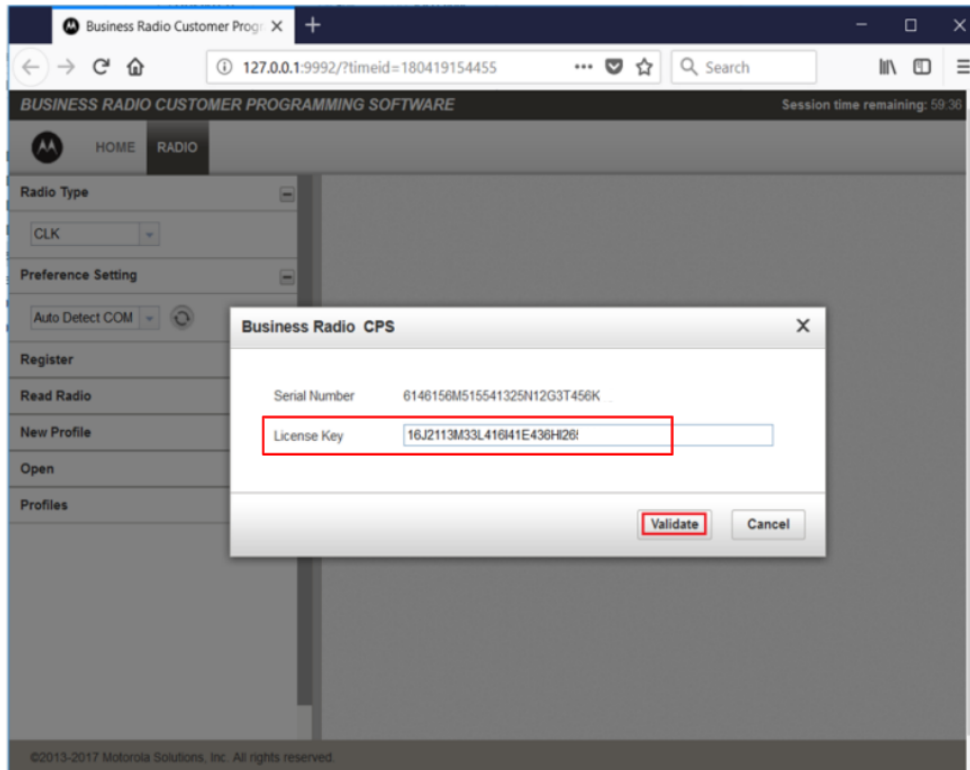 Business Radio Customer Progr
127.0.0.1:9992/?timeid=180419154455
Search
BUSINESS RADIO CUSTOMER PROGRAMMING SOFTWARE
Session time remaining: 59:36
HOME
RADIO
Radio Type
CLK
Preference Setting
Auto Detect COM
Business Radio CPS
Register
Serial Number 6146156M515541325N12G3T456K
Read Radio
License Key 16J2113M33L416I41E436HI265
New Profile
Open
Profiles
Validate
Cancel
©2013-2017 Motorola Solutions, Inc. All rights reserved.